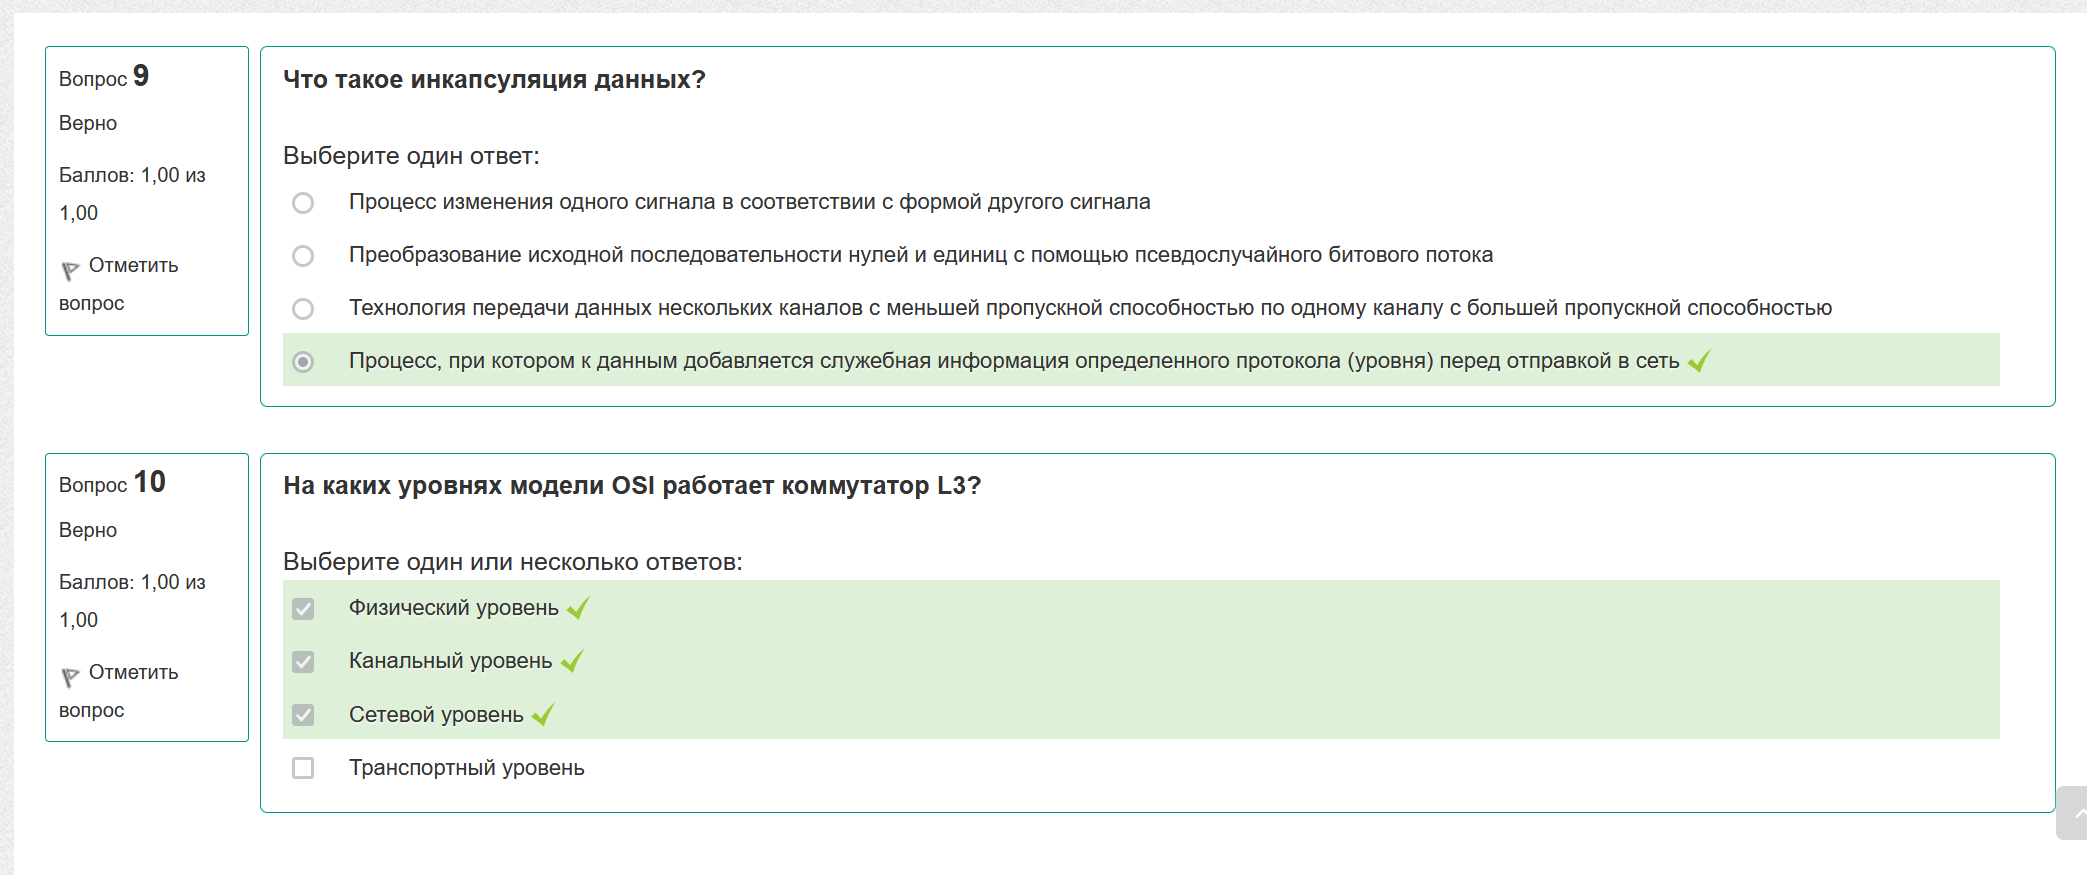 Вопрос 9
Верно
Баллов: 1,00 из
1,00
Отметить
вопрос
Что такое инкапсуляция данных?
Выберите один ответ:
Процесс изменения одного сигнала в соответствии с формой другого сигнала
Преобразование исходной последовательности нулей и единиц с помощью псевдослучайного битового потока
Технология передачи данных нескольких каналов с меньшей пропускной способностью по одному каналу с большей пропускной способностью
Процесс, при котором к данным добавляется служебная информация определенного протокола (уровня) перед отправкой в сеть
Вопрос 10
Верно
Баллов: 1,00 из
1,00
Отметить
вопрос
На каких уровнях модели OSI работает коммутатор L3?
Выберите один или несколько ответов:
Физический уровень
Канальный уровень
Сетевой уровень
Транспортный уровень